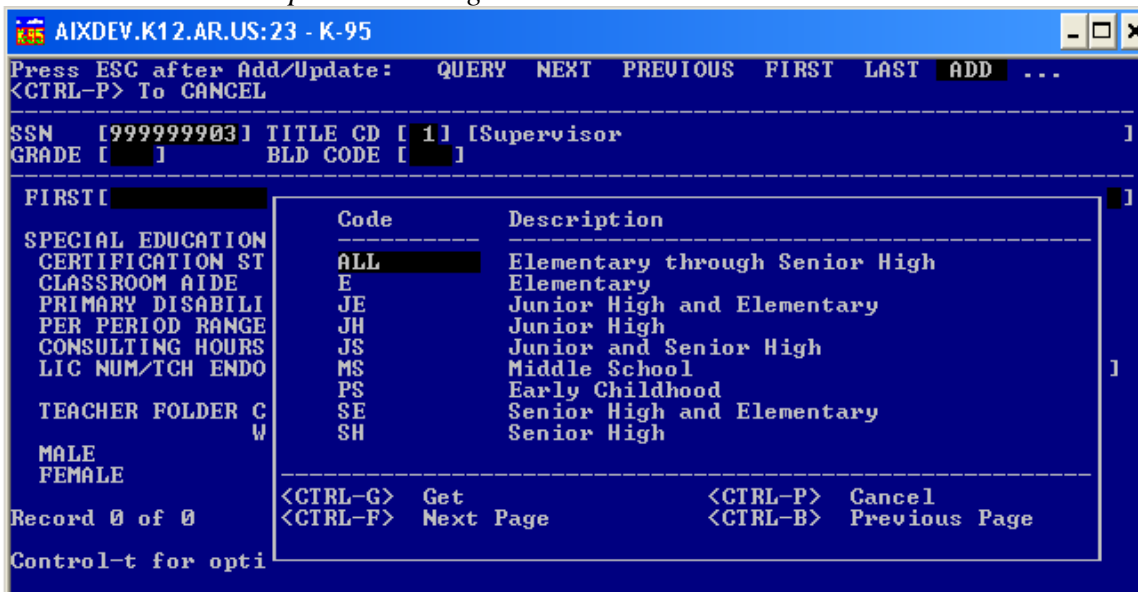 AIXDEV.K12.AR.US:23 - K-95
Press ESC after Add/Update: QUERY NEXT PREVIOUS FIRST LAST ADD ...
<CTRL-P> To CANCEL
SSN [999999903] TITLE CD [ 1] [Supervisor ]
GRADE [ ] BLD CODE [ ]
FIRST[ ]
Code Description
SPECIAL EDUCATION
CERTIFICATION ST ALL Elementary through Senior High
CLASSROOM AIDE E Elementary
PRIMARY DISABILI JE Junior High and Elementary
PER PERIOD RANGE JH Junior High
CONSULTING HOURS JS Junior and Senior High
LIC NUM/TCH ENDO MS Middle School ]
PS Early Childhood
TEACHER FOLDER C SE Senior High and Elementary
W SH Senior High
MALE
FEMALE
<CTRL-G> Get <CTRL-P> Cancel
Record 0 of 0 <CTRL-F> Next Page <CTRL-B> Previous Page
Control-t for opti